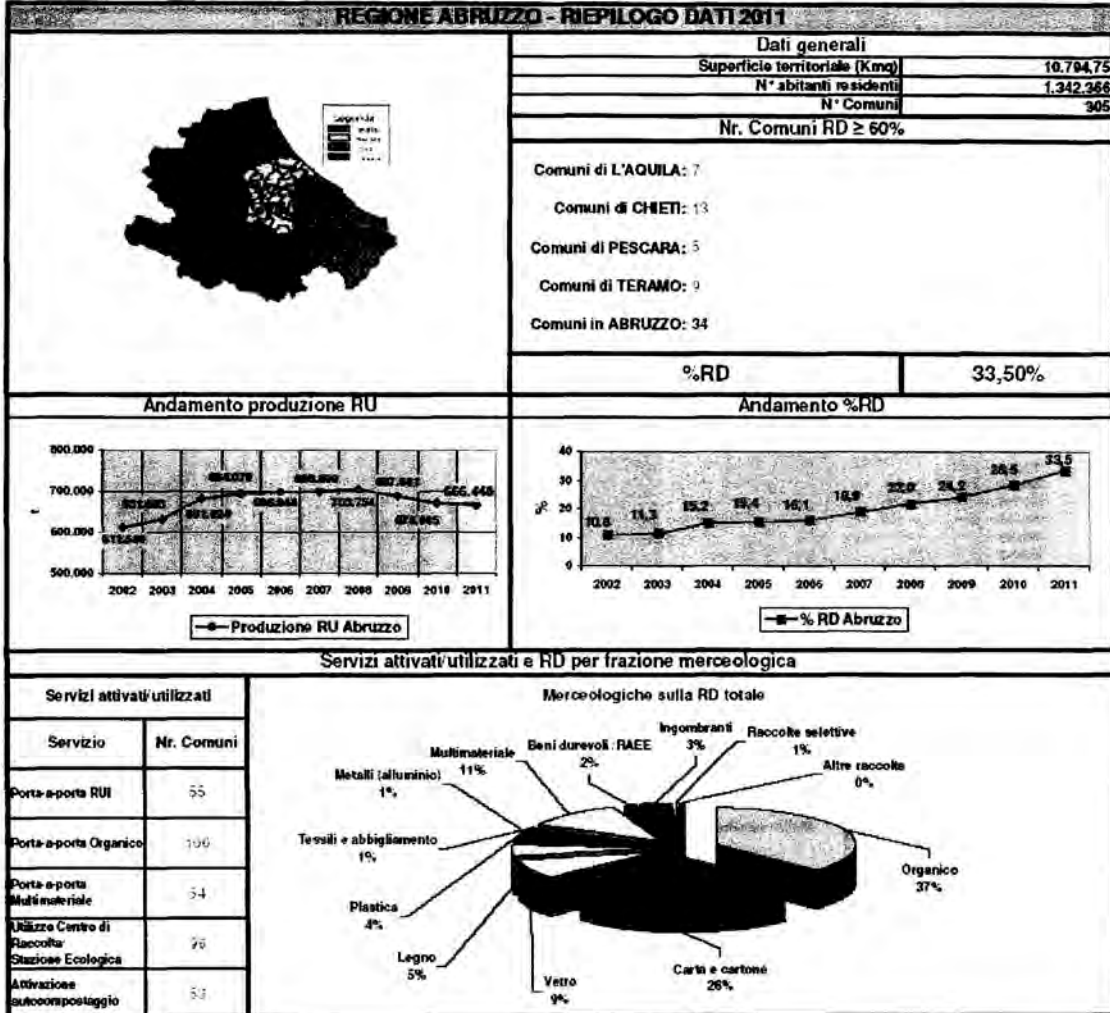 REGIONE ABRUZZO - RIEPILOGO DATI 2011
Dati generali
Superficie territoriale (Kmq) 10.794,75
N° abitanti residenti 1.342.366
N° Comuni 305
Nr. Comuni RD ≥ 60%
Comuni di L'AQUILA: 7
Comuni di CHIETI: 13
Comuni di PESCARA: 5
Comuni di TERAMO: 9
Comuni in ABRUZZO: 34
%RD 33,50%
Andamento produzione RU
800.000
700.000
600.000
500.000
t
666.448
2002 2003 2004 2005 2006 2007 2008 2009 2010 2011
Produzione RU Abruzzo
Andamento %RD
40
30
20
10
0
%
11,3 15,2 15,4 16,1 18,9 24,2 33,5
2002 2003 2004 2005 2006 2007 2008 2009 2010 2011
% RD Abruzzo
Servizi attivati/utilizzati e RD per frazione merceologica
Servizi attivati/utilizzati
Servizio Nr. Comuni
Porta-a-porta RUI
Porta-a-porta Organico
Porta-a-porta
Multimateriale
Utilizzo Centro di
Raccolta
Stazione Ecologica
Attivazione
autocompostaggio
Merceologiche sulla RD totale
Organico
37%
Carta e cartone
26%
Vetro
9%
Legno
5%
Plastica
4%
Tessili e abbigliamento
1%
Metalli (alluminio)
1%
Multimateriale
11%
Beni durevoli: RAEE
2%
Ingombranti
3%
Raccolte selettive
1%
Altre raccolte
0%